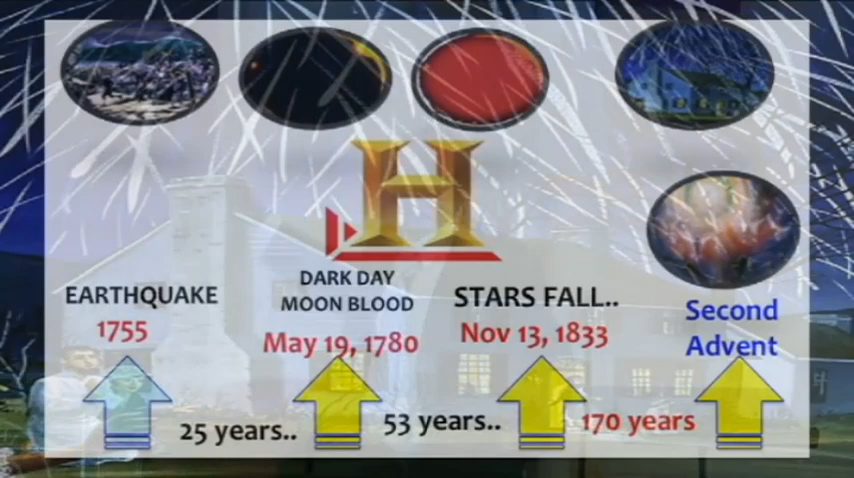 H
EARTHQUAKE
1755
DARK DAY
MOON BLOOD
May 19, 1780
STARS FALL..
Nov 13, 1833
Second
Advent
25 years..
53 years..
170 years